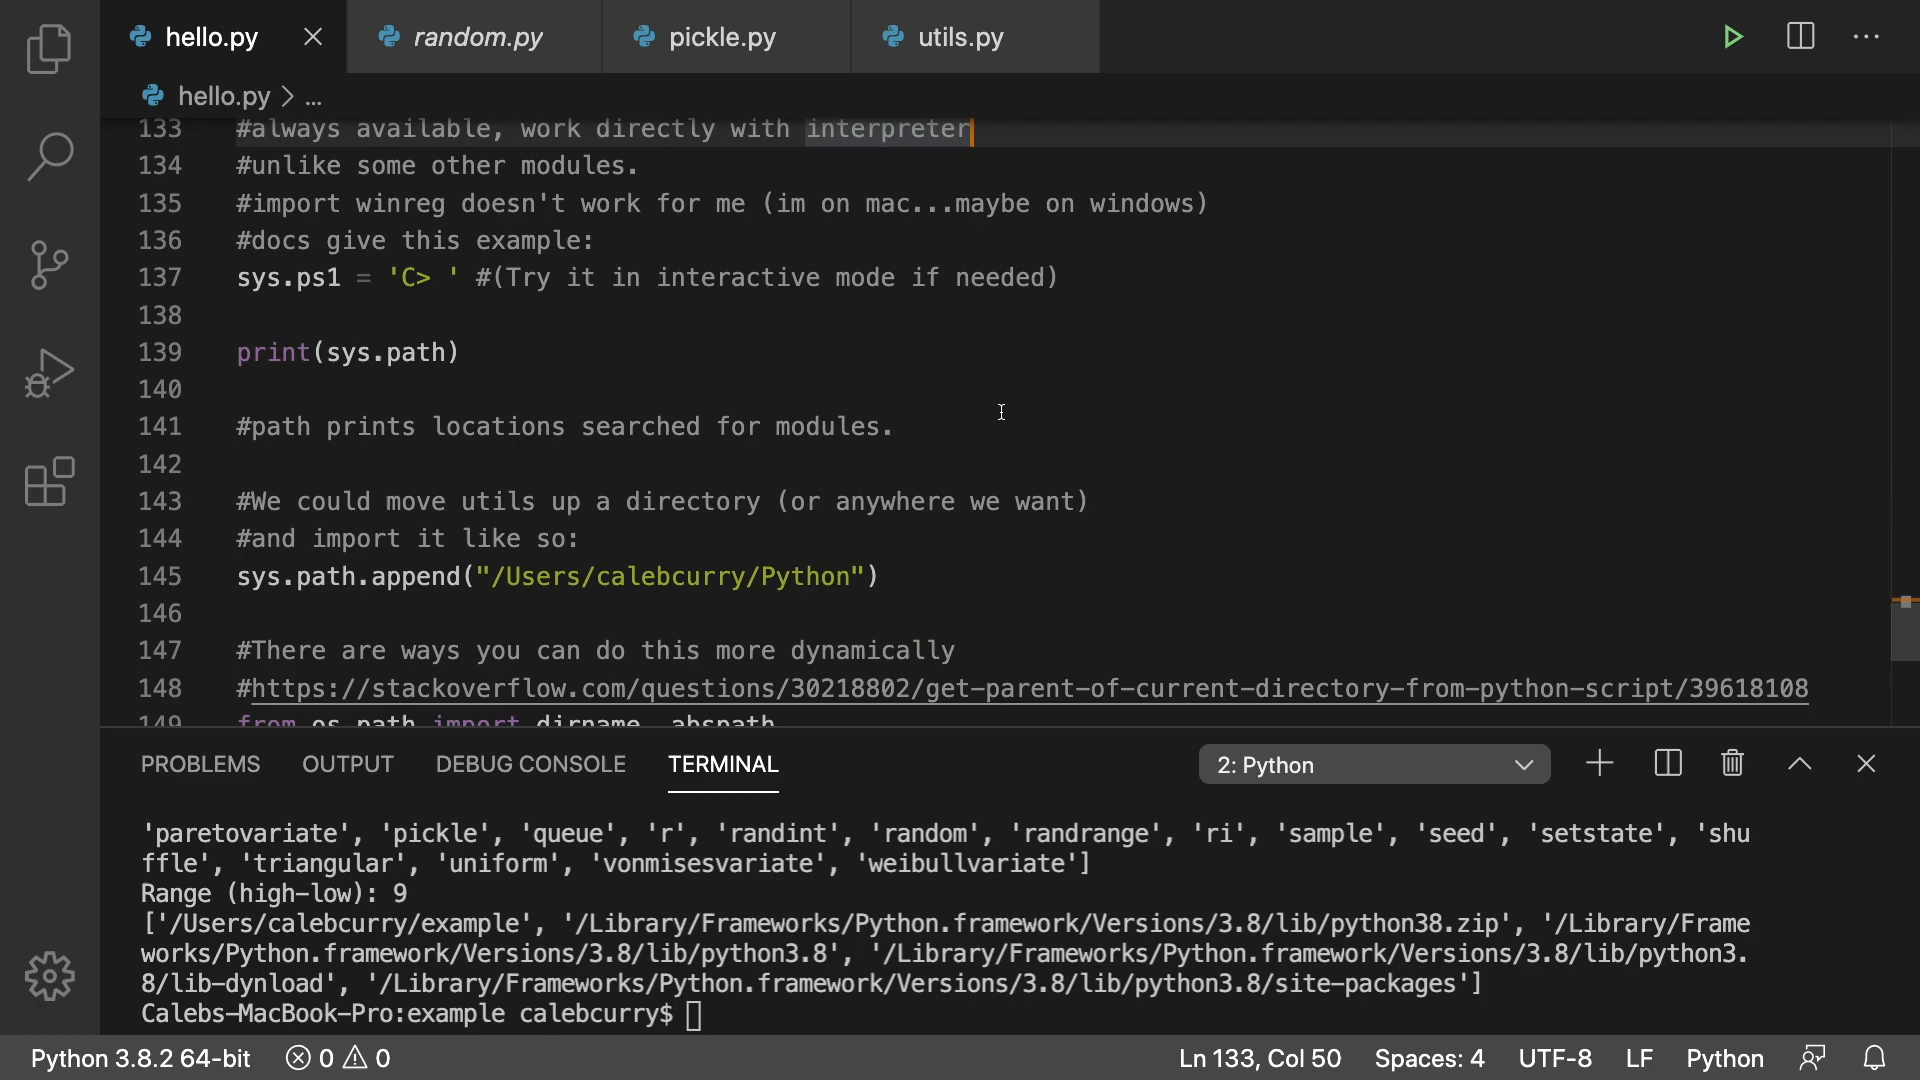 hello.py
random.py
pickle.py
utils.py
hello.py > ...
133 #always available, work directly with interpreter
134 #unlike some other modules.
135 #import winreg doesn't work for me (im on mac...maybe on windows)
136 #docs give this example:
137 sys.ps1 = 'C> ' #(Try it in interactive mode if needed)
138
139 print(sys.path)
140
141 #path prints locations searched for modules.
142
143 #We could move utils up a directory (or anywhere we want)
144 #and import it like so:
145 sys.path.append("/Users/calebcurry/Python")
146
147 #There are ways you can do this more dynamically
148 #https://stackoverflow.com/questions/30218802/get-parent-of-current-directory-from-python-script/39618108
149 from os.path import dirname, abspath
PROBLEMS OUTPUT DEBUG CONSOLE TERMINAL 2: Python
'paretovariate', 'pickle', 'queue', 'r', 'randint', 'random', 'randrange', 'ri', 'sample', 'seed', 'setstate', 'shu
ffle', 'triangular', 'uniform', 'vonmisesvariate', 'weibullvariate']
Range (high-low): 9
['/Users/calebcurry/example', '/Library/Frameworks/Python.framework/Versions/3.8/lib/python38.zip', '/Library/Frame
works/Python.framework/Versions/3.8/lib/python3.8', '/Library/Frameworks/Python.framework/Versions/3.8/lib/python3.
8/lib-dynload', '/Library/Frameworks/Python.framework/Versions/3.8/lib/python3.8/site-packages']
Calebs-MacBook-Pro:example calebcurry$
Python 3.8.2 64-bit 0 0 Ln 133, Col 50 Spaces: 4 UTF-8 LF Python